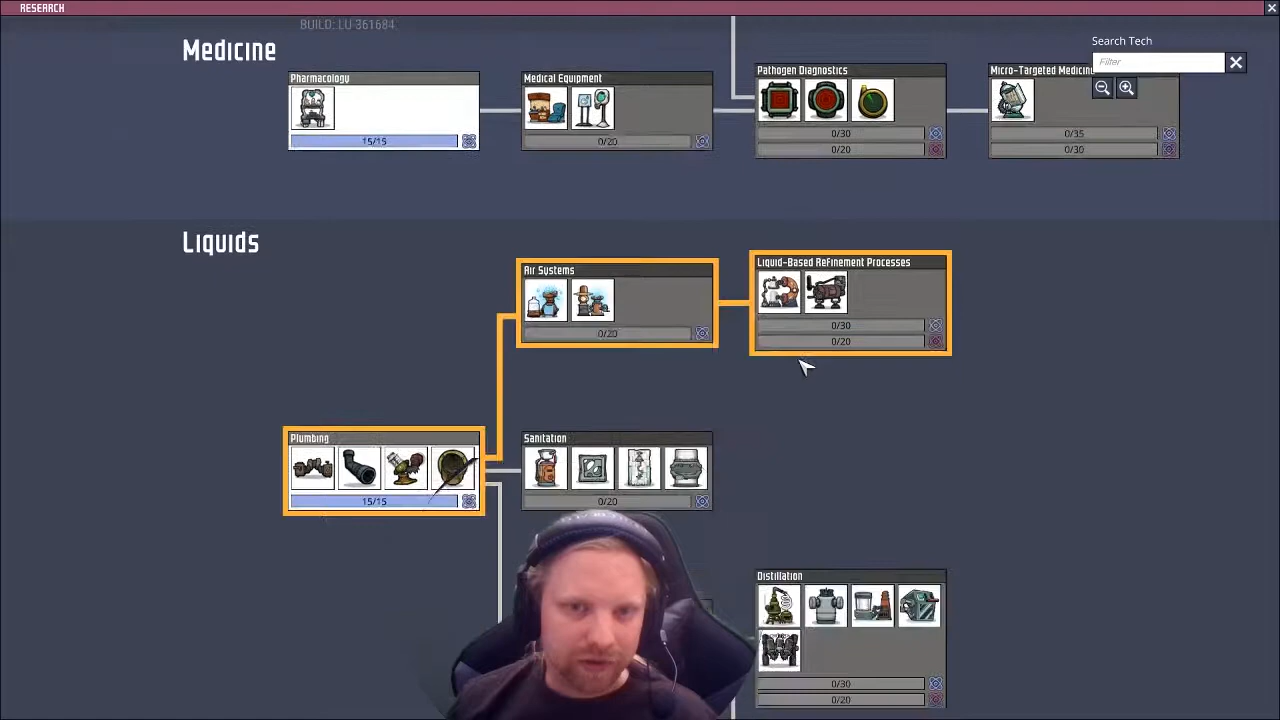 RESEARCH
BUILD: LU-361684
Search Tech
Filter
Medicine
Pharmacology
15/15
Medical Equipment
0/20
Pathogen Diagnostics
0/30
0/20
Micro-Targeted Medicine
0/35
0/30
Liquids
Air Systems
0/20
Liquid-Based Refinement Processes
0/30
0/20
Plumbing
15/15
Sanitation
0/20
Distillation
0/30
0/20